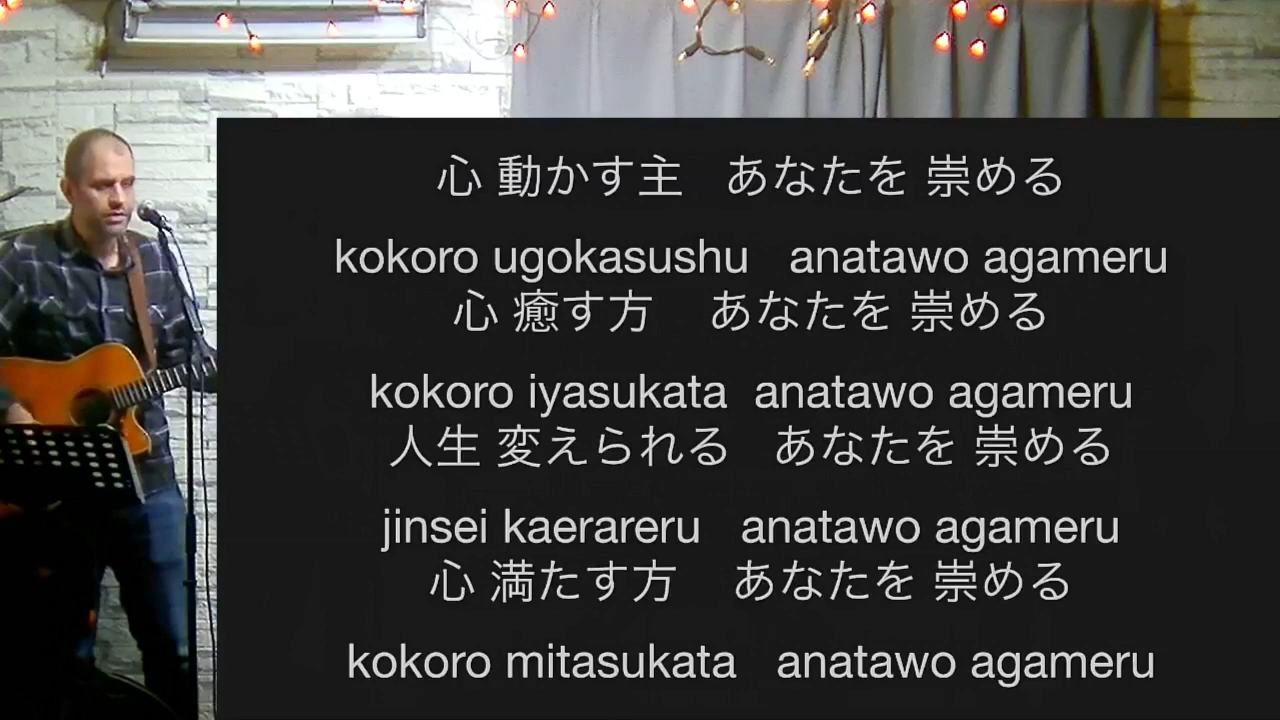 心 動かす主 あなたを 崇める
kokoro ugokasushu anatawo agameru
心 癒す方 あなたを 崇める
kokoro iyasukata anatawo agameru
人生 変えられる あなたを 崇める
jinsei kaerareru anatawo agameru
心 満たす方 あなたを 崇める
kokoro mitasukata anatawo agameru